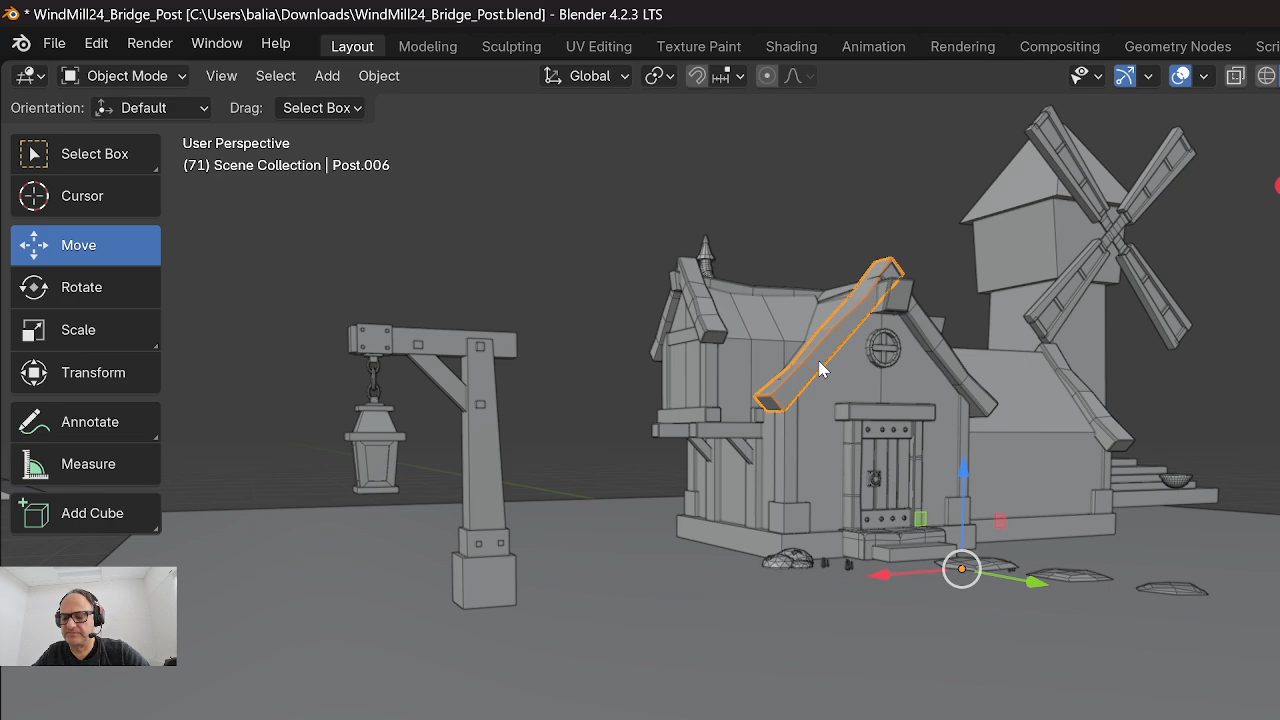 * WindMill24_Bridge_Post [C:\Users\balia\Downloads\WindMill24_Bridge_Post.blend] - Blender 4.2.3 LTS
File Edit Render Window Help Layout Modeling Sculpting UV Editing Texture Paint Shading Animation Rendering Compositing Geometry Nodes Scri
Object Mode View Select Add Object Global
Orientation: Default Drag: Select Box
User Perspective
(71) Scene Collection | Post.006
Select Box
Cursor
Move
Rotate
Scale
Transform
Annotate
Measure
Add Cube